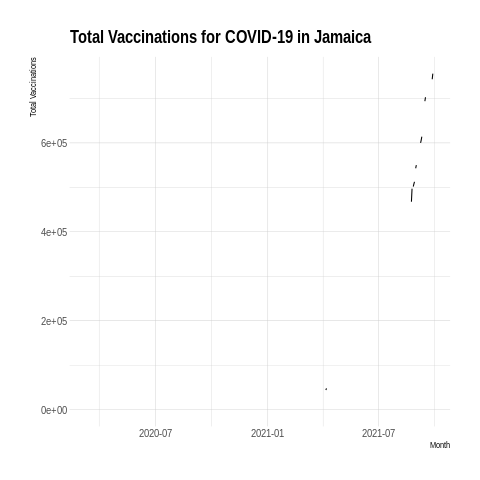 Total Vaccinations for COVID-19 in Jamaica
Total Vaccinations
6e+05
4e+05
2e+05
0e+00
2020-07 2021-01 2021-07
Month